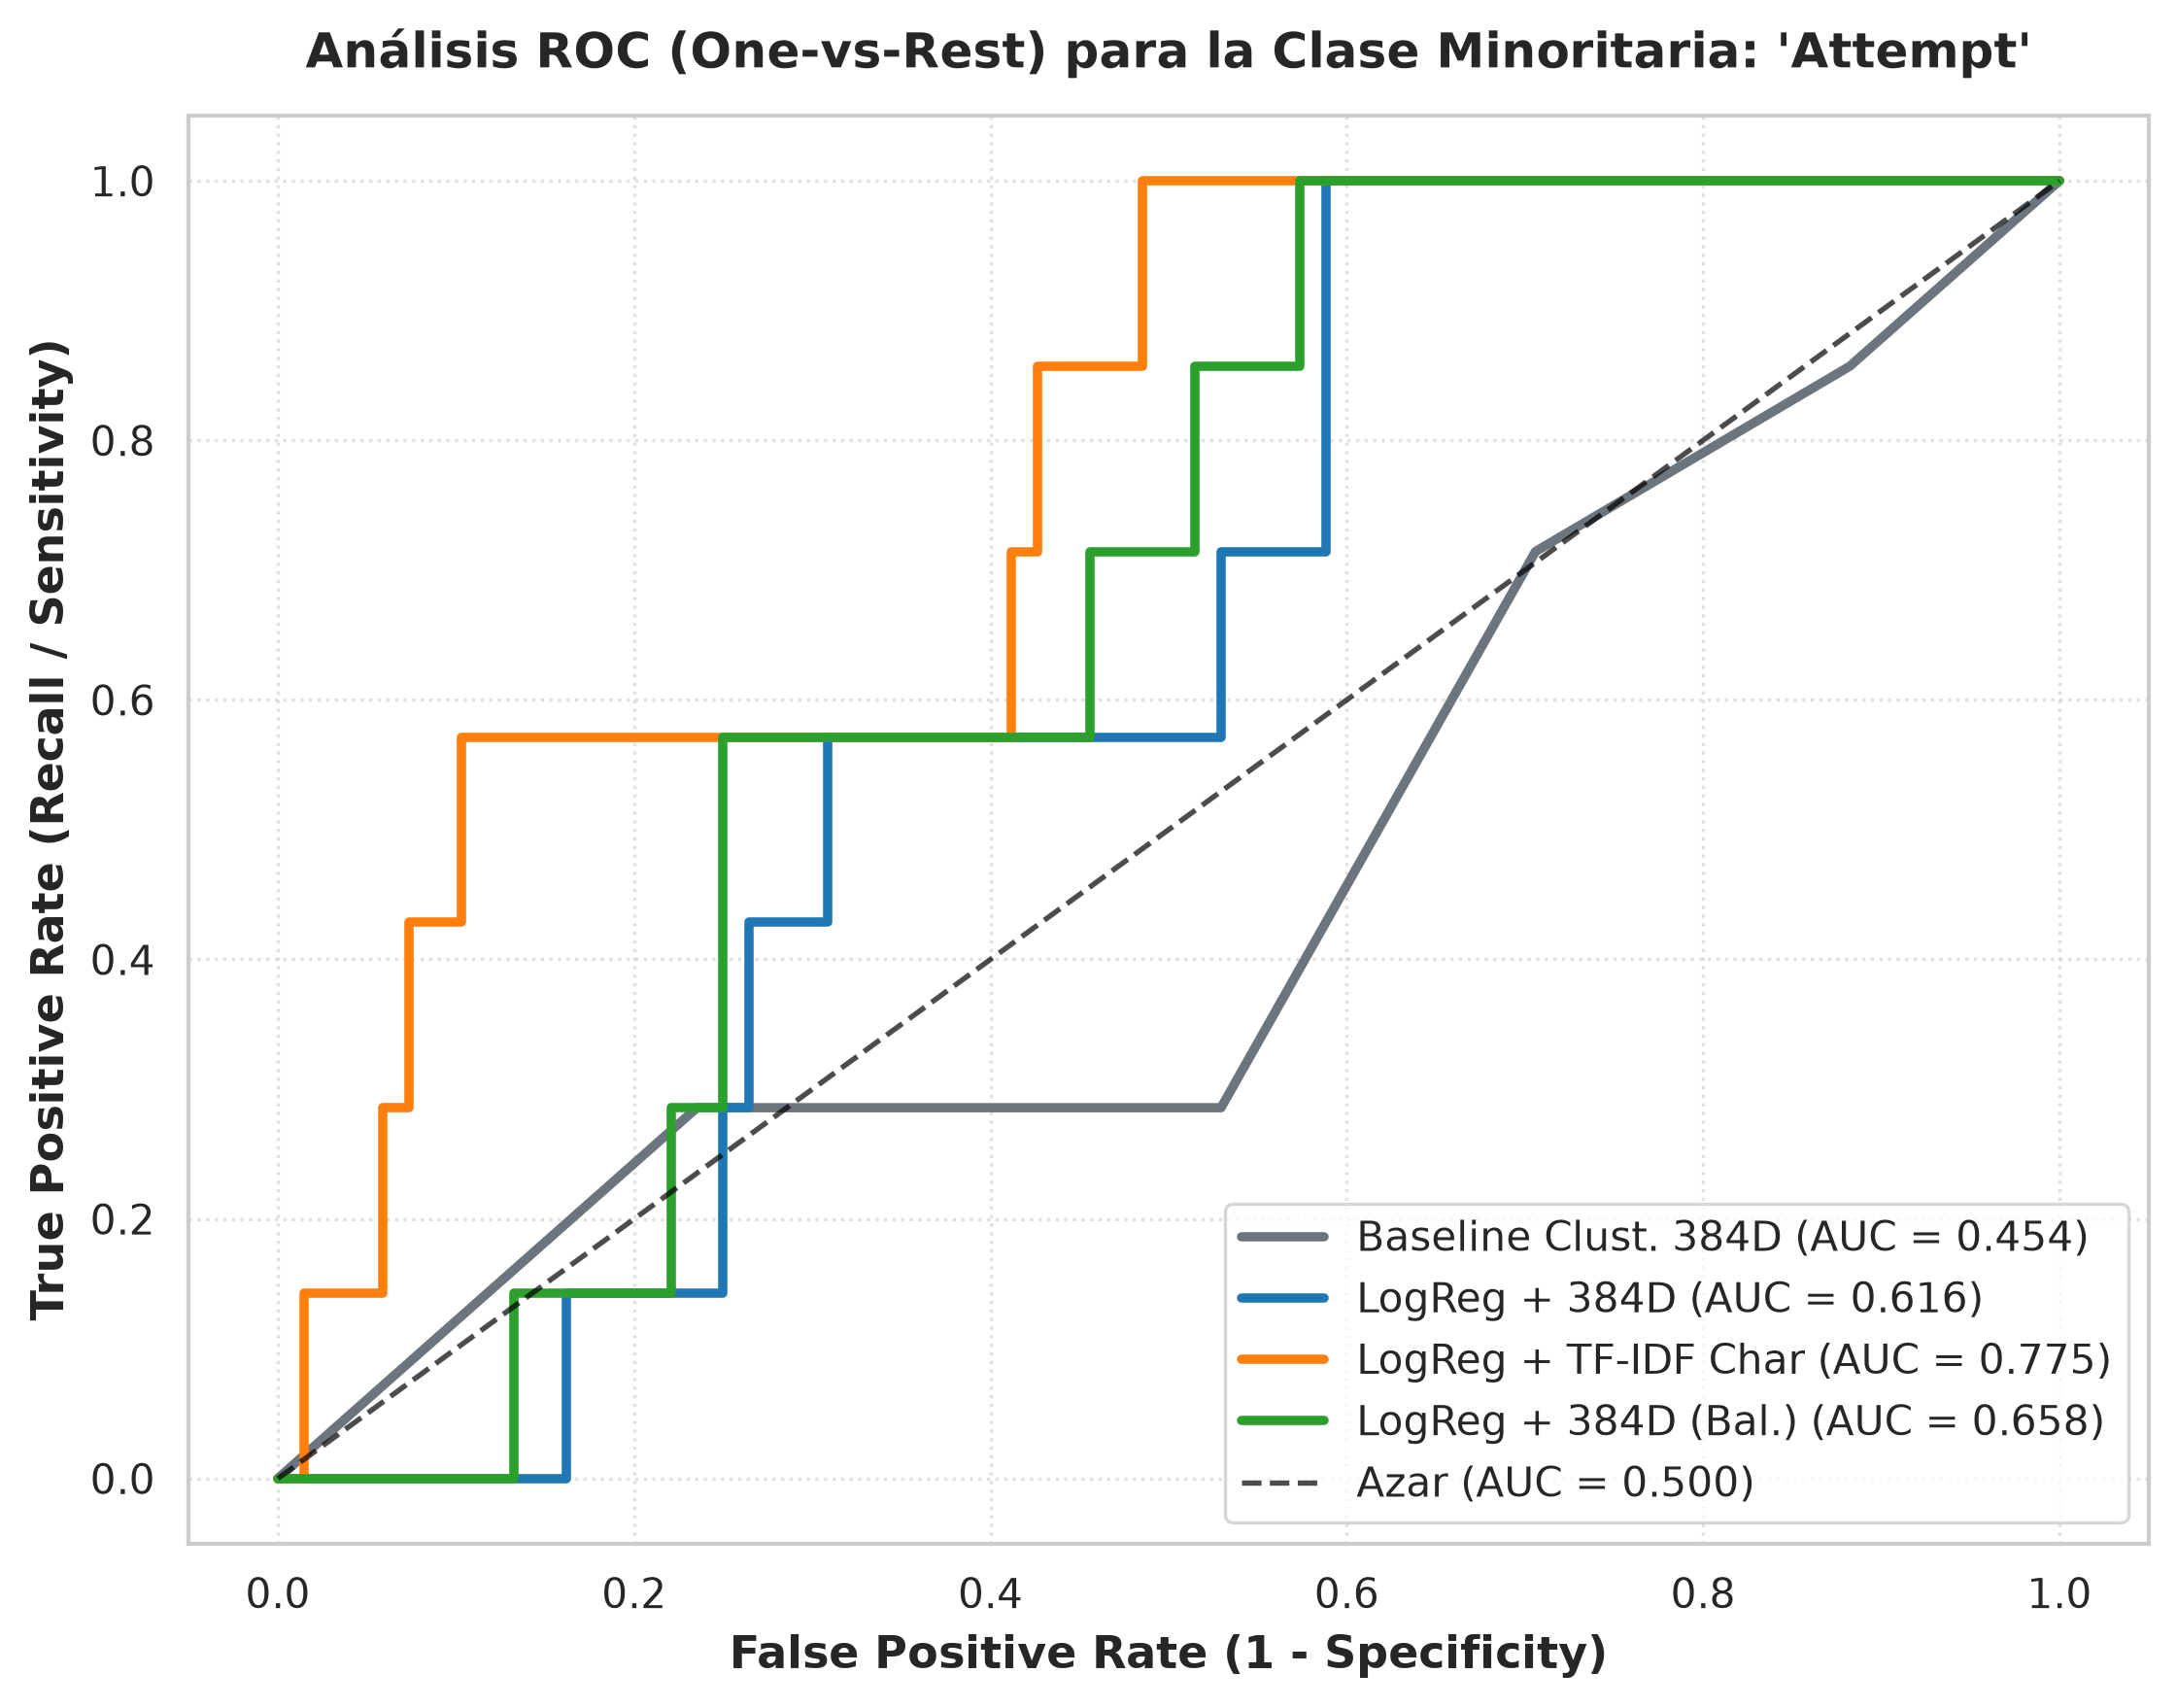 Análisis ROC (One-vs-Rest) para la Clase Minoritaria: 'Attempt'
True Positive Rate (Recall / Sensitivity)
1.0
0.8
0.6
0.4
0.2
0.0
Baseline Clust. 384D (AUC = 0.454)
LogReg + 384D (AUC = 0.616)
LogReg + TF-IDF Char (AUC = 0.775)
LogReg + 384D (Bal.) (AUC = 0.658)
Azar (AUC = 0.500)
0.0 0.2 0.4 0.6 0.8 1.0
False Positive Rate (1 - Specificity)